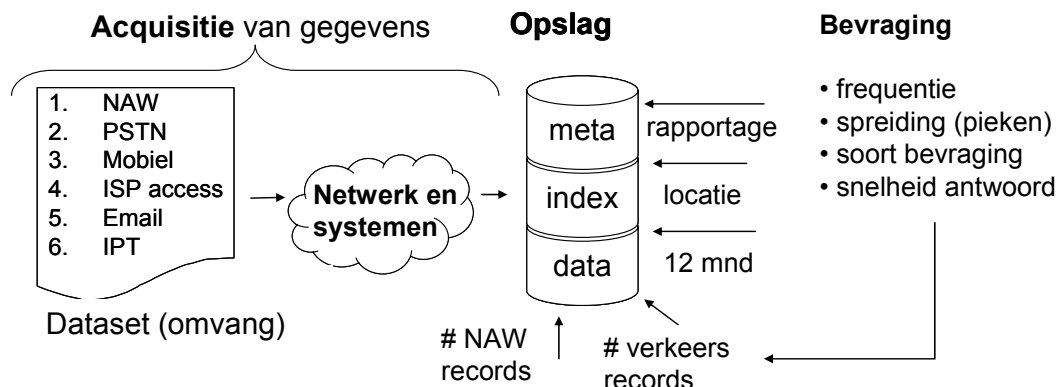 Acquisitie van gegevens
1. NAW
2. PSTN
3. Mobiel
4. ISP access
5. Email
6. IPT
Dataset (omvang)
Netwerk en
systemen
Opslag
meta
index
data
rapportage
locatie
12 mnd
# NAW
records
# verkeers
records
Bevraging
• frequentie
• spreiding (pieken)
• soort bevraging
• snelheid antwoord